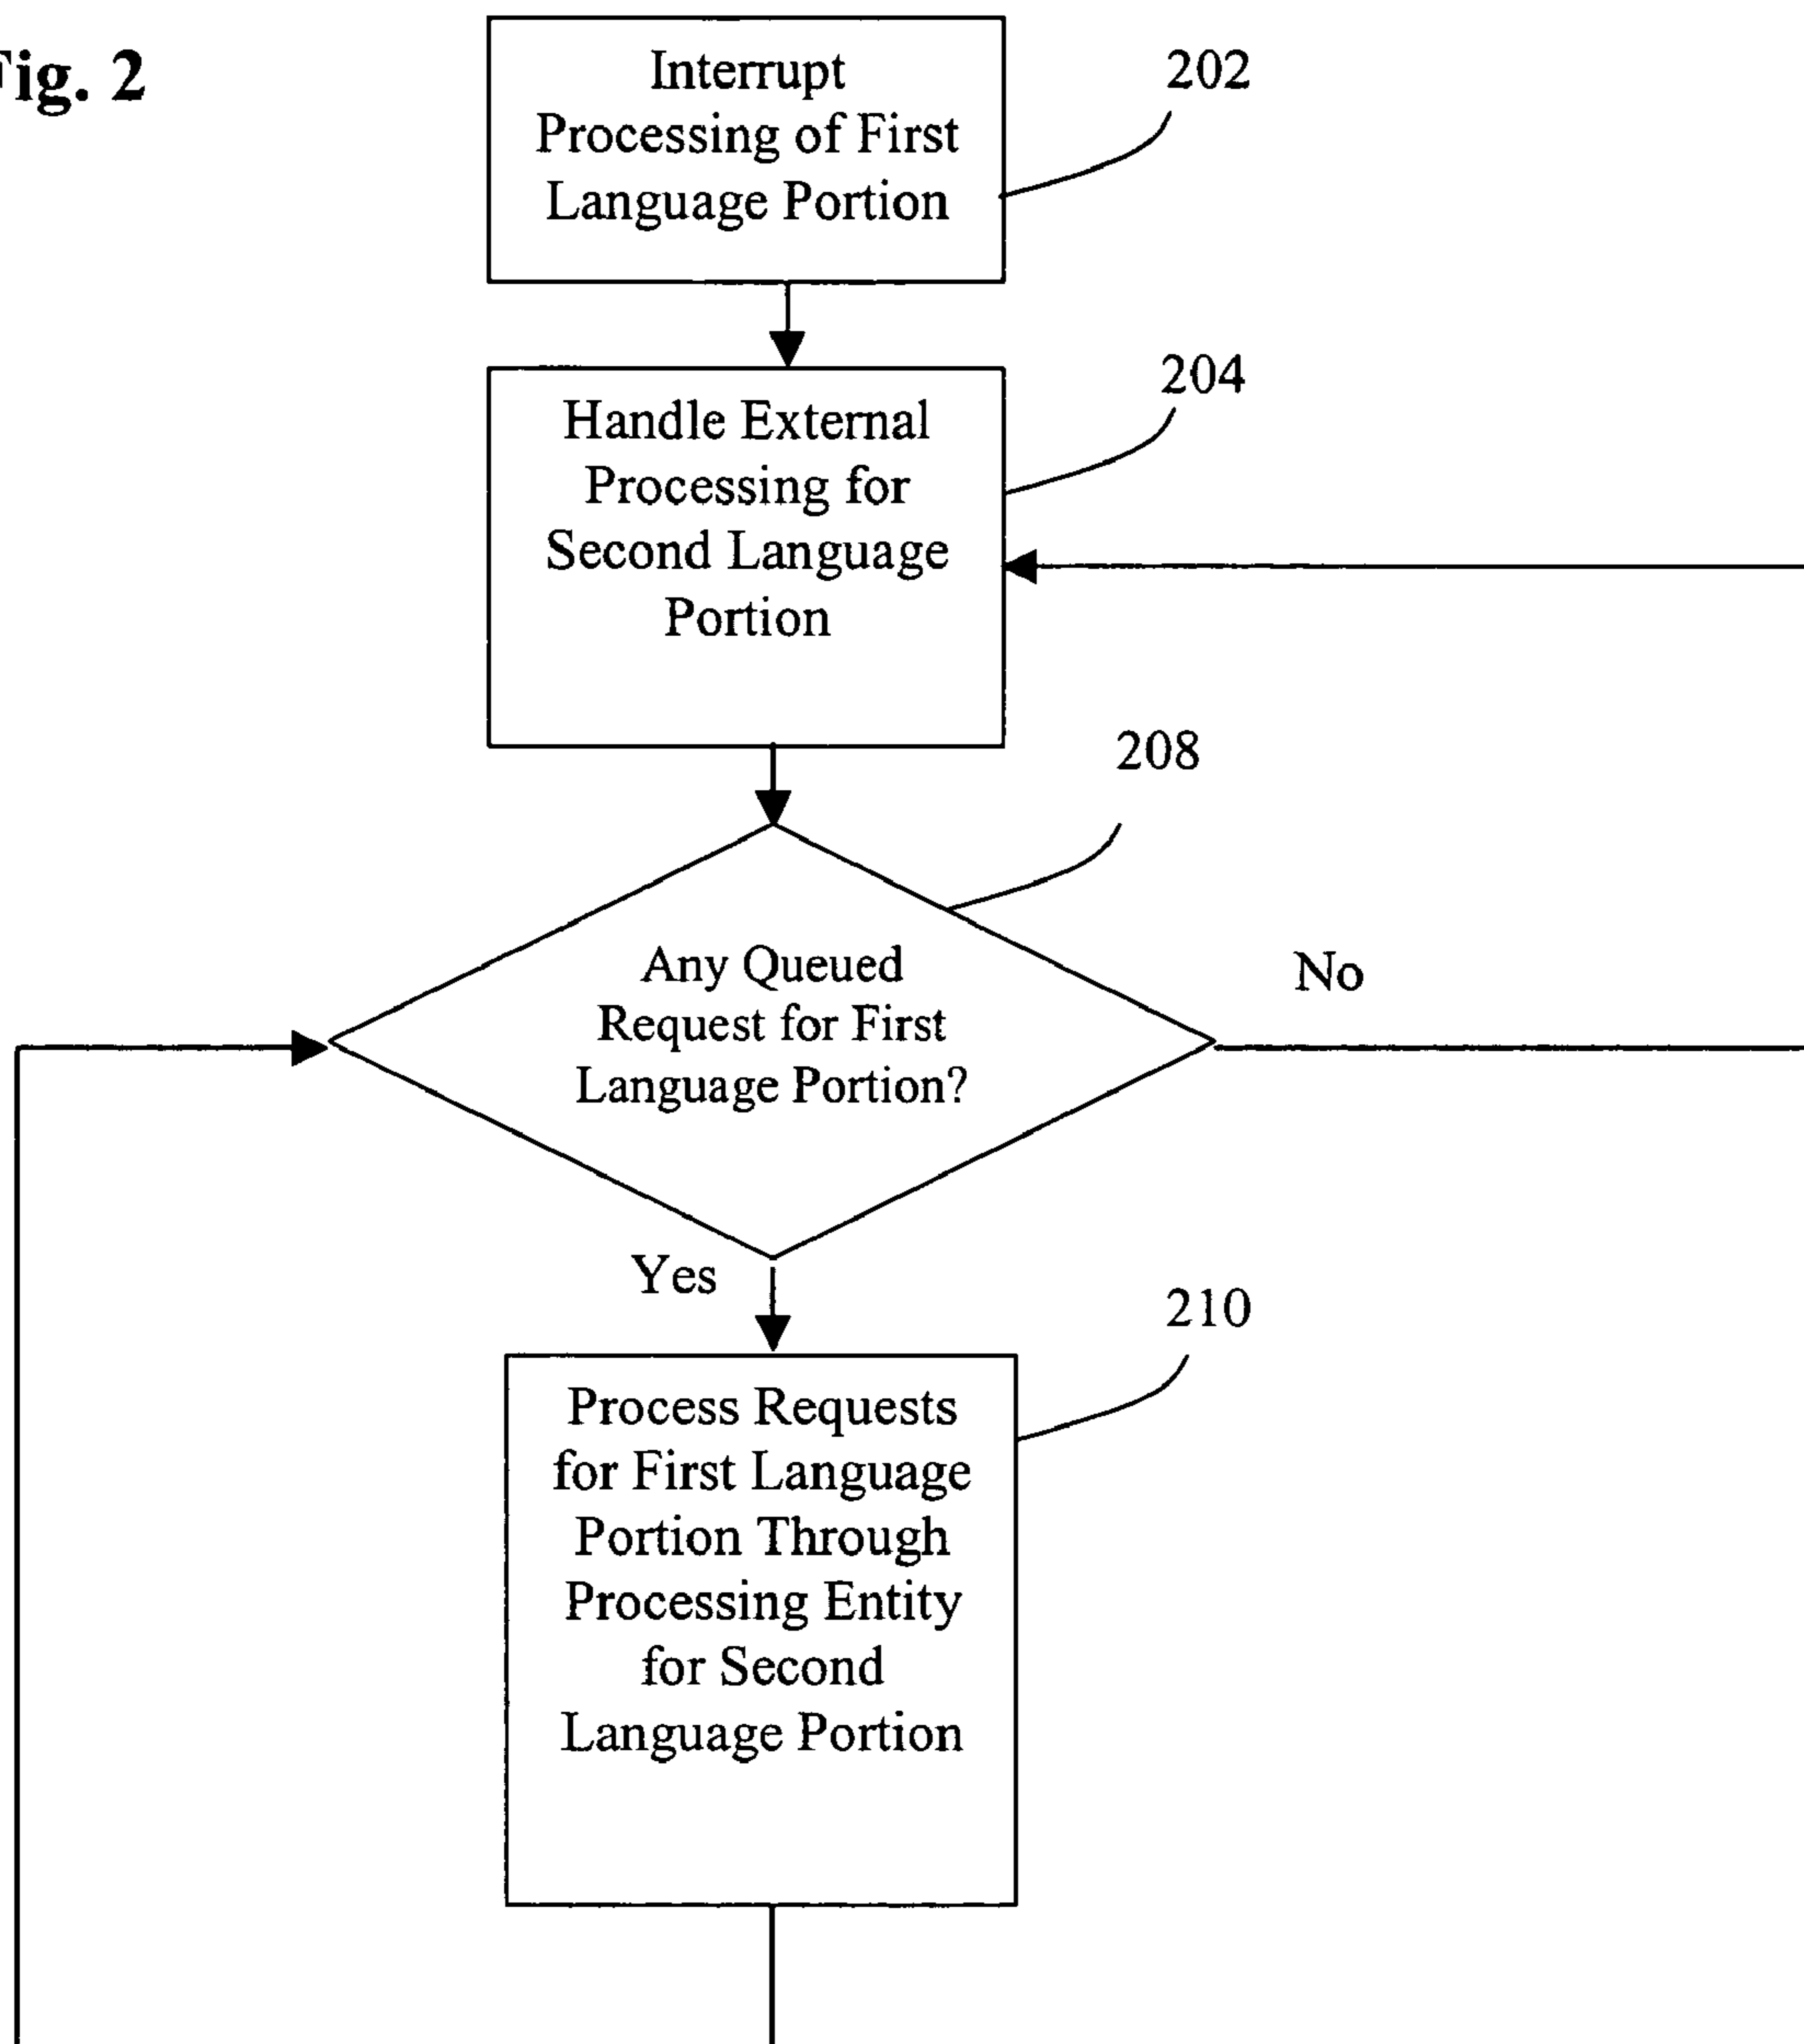 Fig. 2
Interrupt
Processing of First
Language Portion
202
Handle External
Processing for
Second Language
Portion
204
208
Any Queued
Request for First
Language Portion?
No
Yes
210
Process Requests
for First Language
Portion Through
Processing Entity
for Second
Language Portion